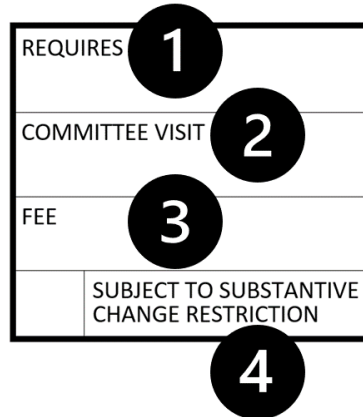 REQUIRES 1
COMMITTEE VISIT 2
FEE 3
SUBJECT TO SUBSTANTIVE
CHANGE RESTRICTION
4